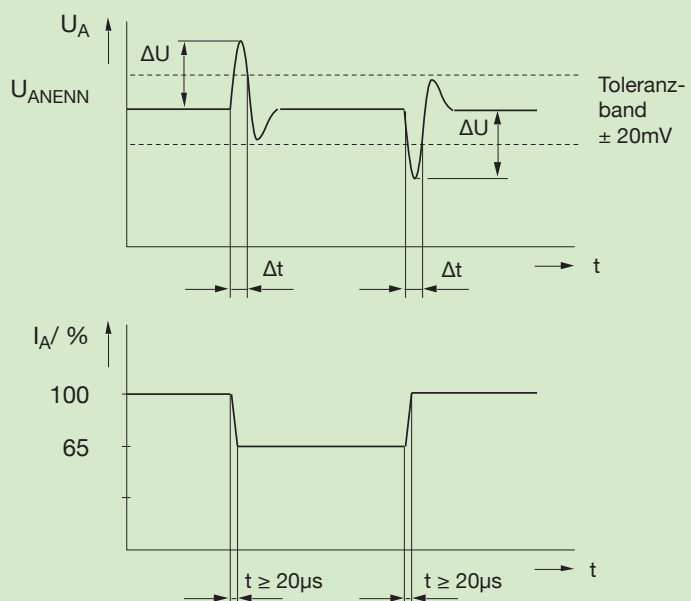 U_A
ΔU
U_ANENN
ΔU
Toleranz-
band
± 20mV
Δt
Δt
t
I_A/ %
100
65
t
t ≥ 20µs
t ≥ 20µs